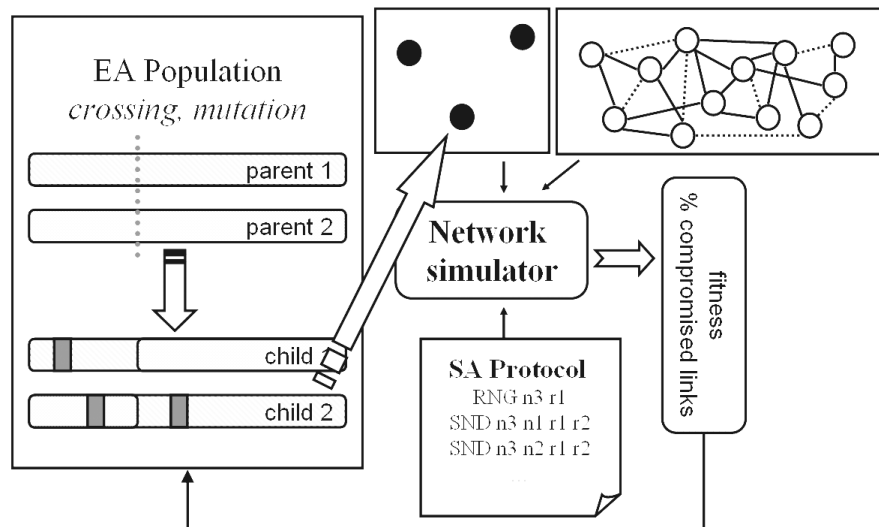 EA Population
crossing, mutation
parent 1
parent 2
child 1
child 2
Network
simulator
SA Protocol
RNG n3 r1
SND n3 n1 r1 r2
SND n3 n2 r1 r2
...
fitness
% compromised links